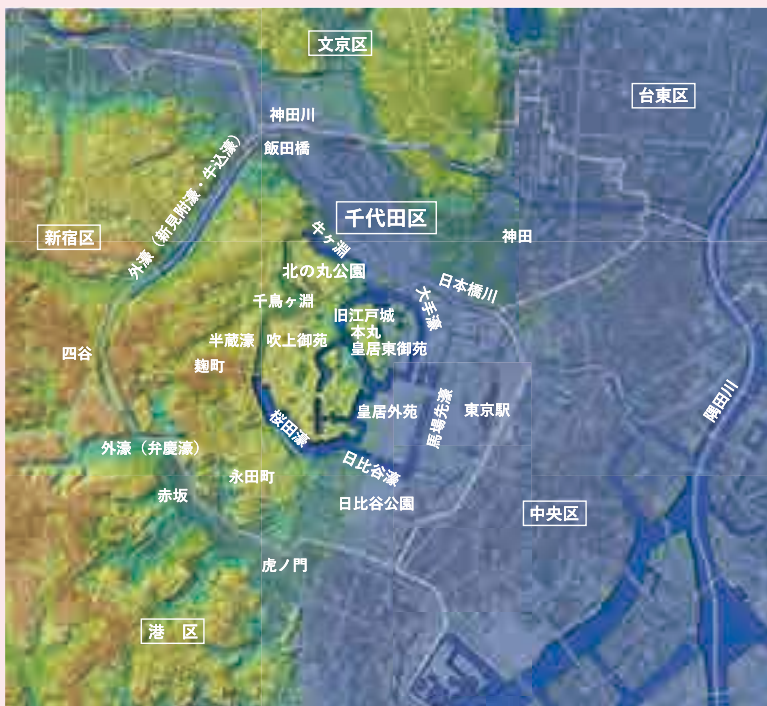 文京区
台東区
神田川
飯田橋
外濠（新見附濠・牛込濠）
千代田区
新宿区
牛ヶ淵
神田
北の丸公園
日本橋川
千鳥ヶ淵
大手濠
旧江戸城
本丸
半蔵濠
吹上御苑
皇居東御苑
四谷
麹町
皇居外苑
馬場先濠
東京駅
隅田川
桜田濠
外濠（弁慶濠）
日比谷濠
永田町
赤坂
日比谷公園
中央区
虎ノ門
港　区